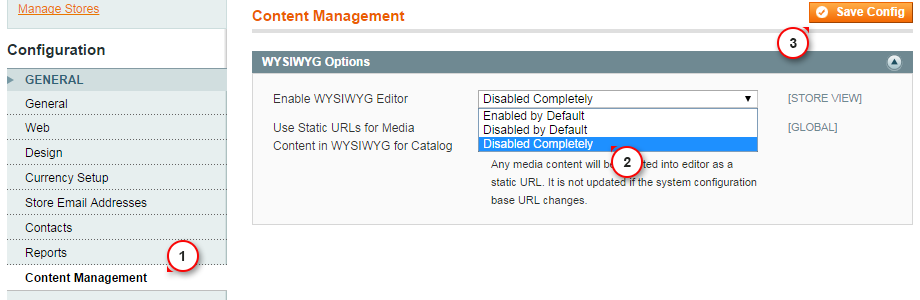 Manage Stores
Configuration
GENERAL
General
Web
Design
Currency Setup
Store Email Addresses
Contacts
Reports
Content Management
1
Content Management
Save Config
3
WYSIWYG Options
Enable WYSIWYG Editor
Disabled Completely
[STORE VIEW]
Enabled by Default
Disabled by Default
Disabled Completely
2
Use Static URLs for Media
Content in WYSIWYG for Catalog
[GLOBAL]
Any media content will be into editor as a
static URL. It is not updated if the system configuration
base URL changes.